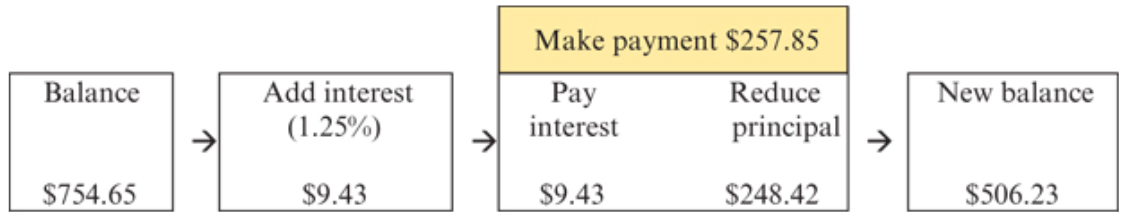 Make payment $257.85
Balance
Add interest
(1.25%)
Pay
interest
Reduce
principal
New balance
$754.65
$9.43
$9.43
$248.42
$506.23